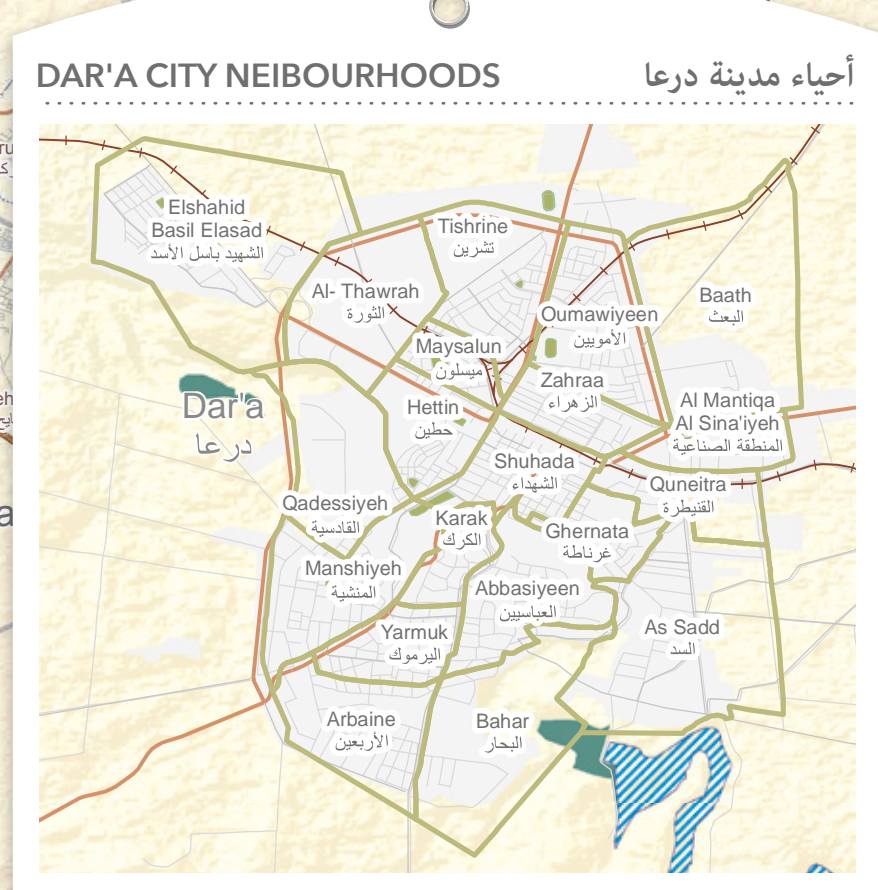 DAR'A CITY NEIBOURHOODS
أحياء مدينة درعا
Elshahid
Basil Elasad
الشهيد باسل الأسد
Tishrine
تشرين
Al- Thawrah
الثورة
Oumawiyeen
الأمويين
Baath
البعث
Maysalun
ميسلون
Zahraa
الزهراء
Dar'a
درعا
Hettin
حطين
Al Mantiqa
Al Sina'iyeh
المنطقة الصناعية
Shuhada
الشهداء
Quneitra
القنيطرة
Qadessiyeh
القادسية
Karak
الكرك
Ghernata
غرناطة
Manshiyeh
المنشية
Abbasiyeen
العباسيين
Yarmuk
اليرموك
As Sadd
السد
Arbaine
الأربعين
Bahar
البحار